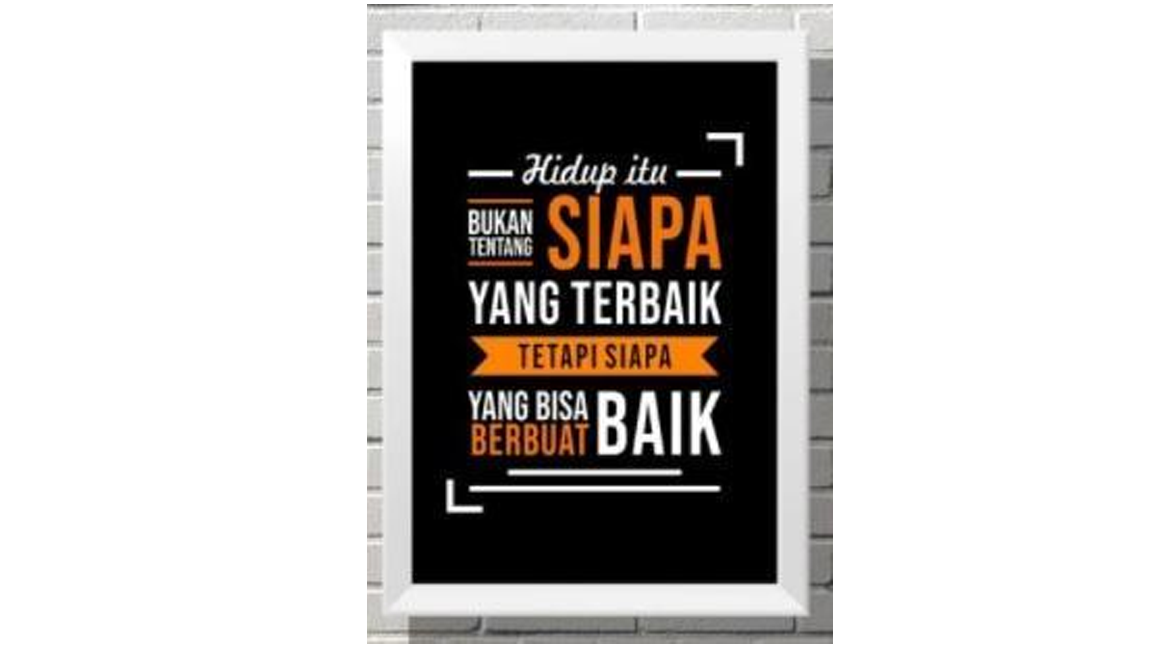 Hidup itu
BUKAN
TENTANG
SIAPA
YANG TERBAIK
TETAPI SIAPA
YANG BISA
BERBUAT
BAIK